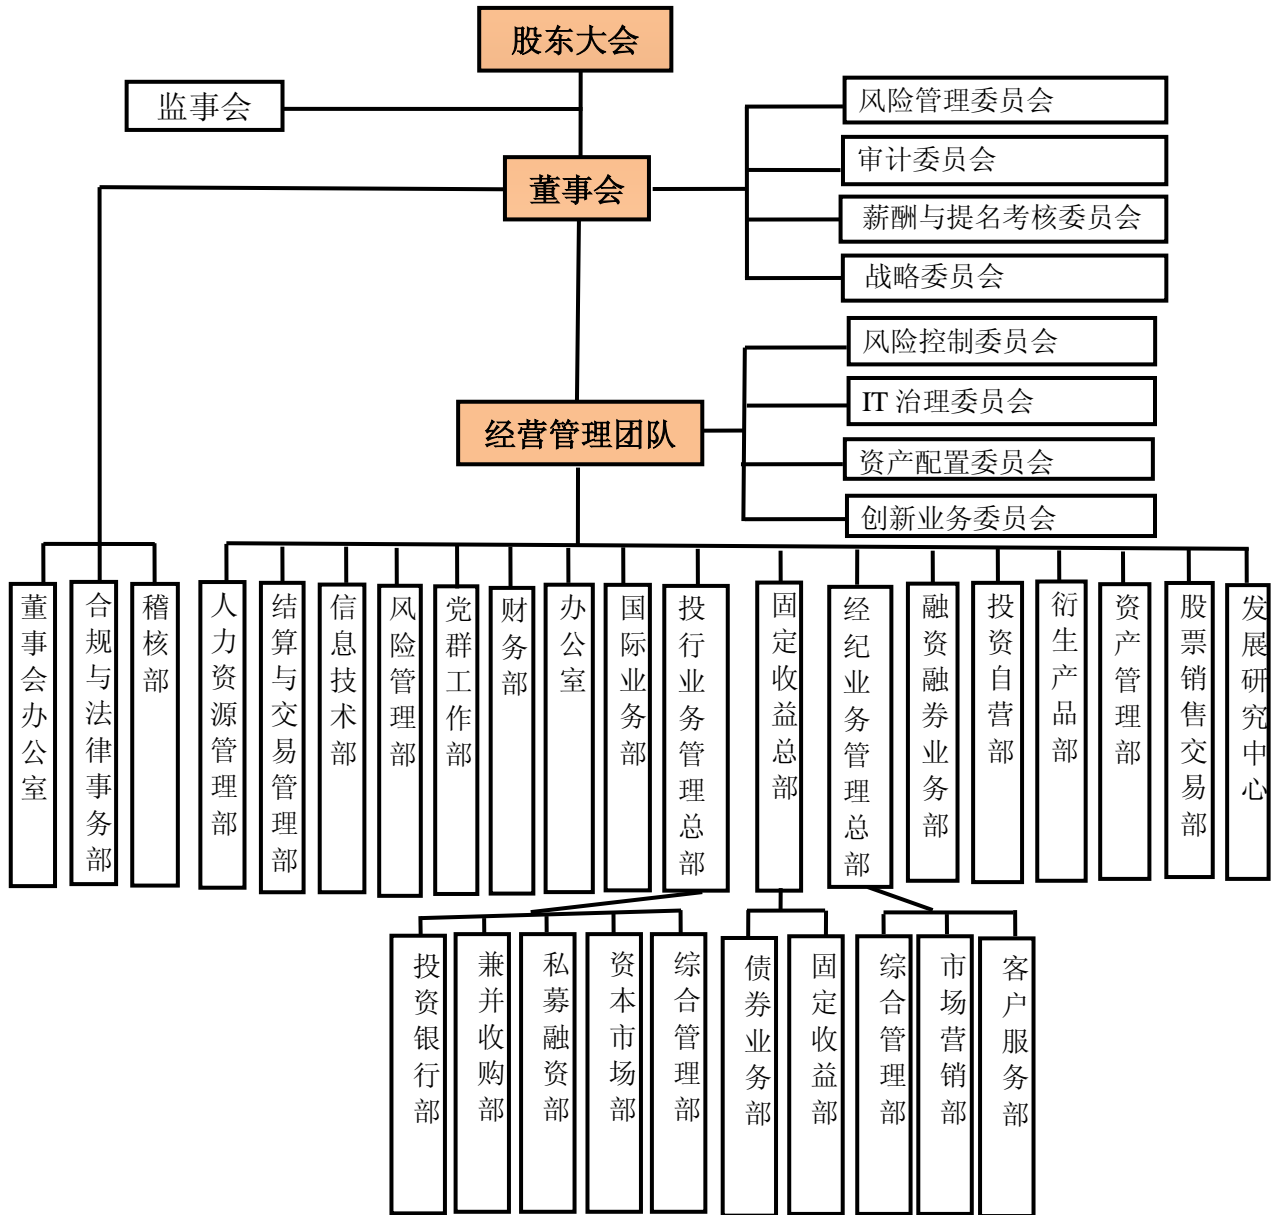 股东大会
监事会
董事会
风险管理委员会
审计委员会
薪酬与提名考核委员会
战略委员会
经营管理团队
风险控制委员会
IT 治理委员会
资产配置委员会
创新业务委员会
董事会办公室
合规与法律事务部
稽核部
人力资源管理部
结算与交易管理部
信息技术部
风险管理部
党群工作部
财务部
办公室
国际业务部
投行业务管理总部
固定收益总部
经纪业务管理总部
融资融券业务部
投资自营部
衍生产品部
资产管理部
股票销售交易部
发展研究中心
投资银行部
兼并收购部
私募融资部
资本市场部
综合管理部
债券业务部
固定收益部
综合管理部
市场营销部
客户服务部